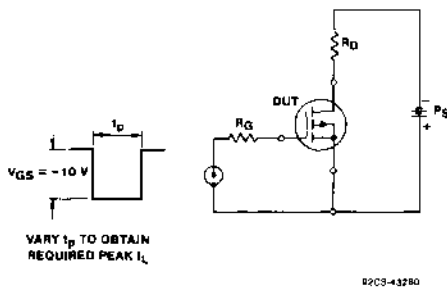 RD
DUT
tp
RG
−
PS
+
VGS = −10 V
VARY tp TO OBTAIN
REQUIRED PEAK IL
92CS-43280